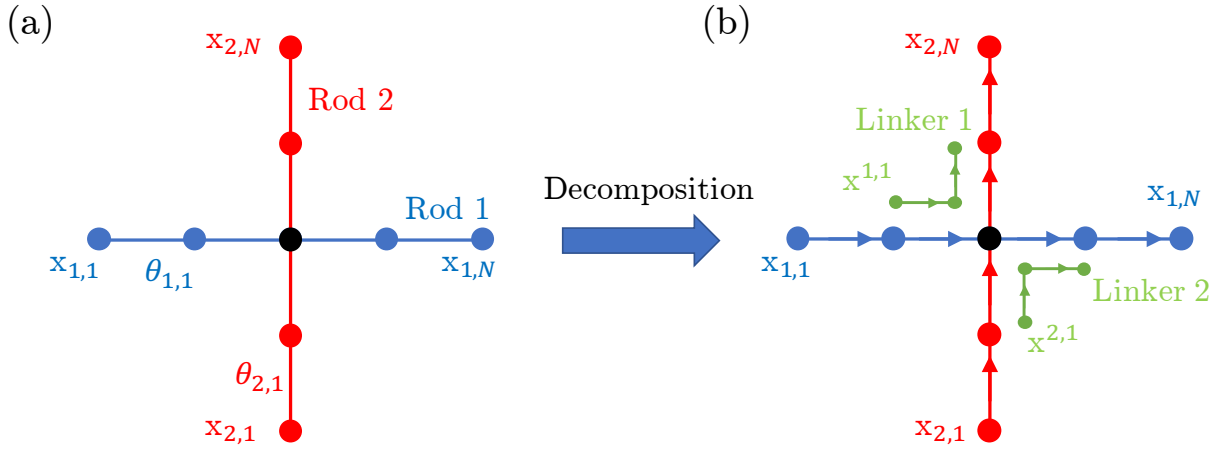 (a)
x₂,N
Rod 2
Rod 1
x₁,₁
θ₁,₁
x₁,N
θ₂,₁
x₂,₁
Decomposition
(b)
x₂,N
Linker 1
x¹,¹
x₁,N
x₁,₁
Linker 2
x²,¹
x₂,₁